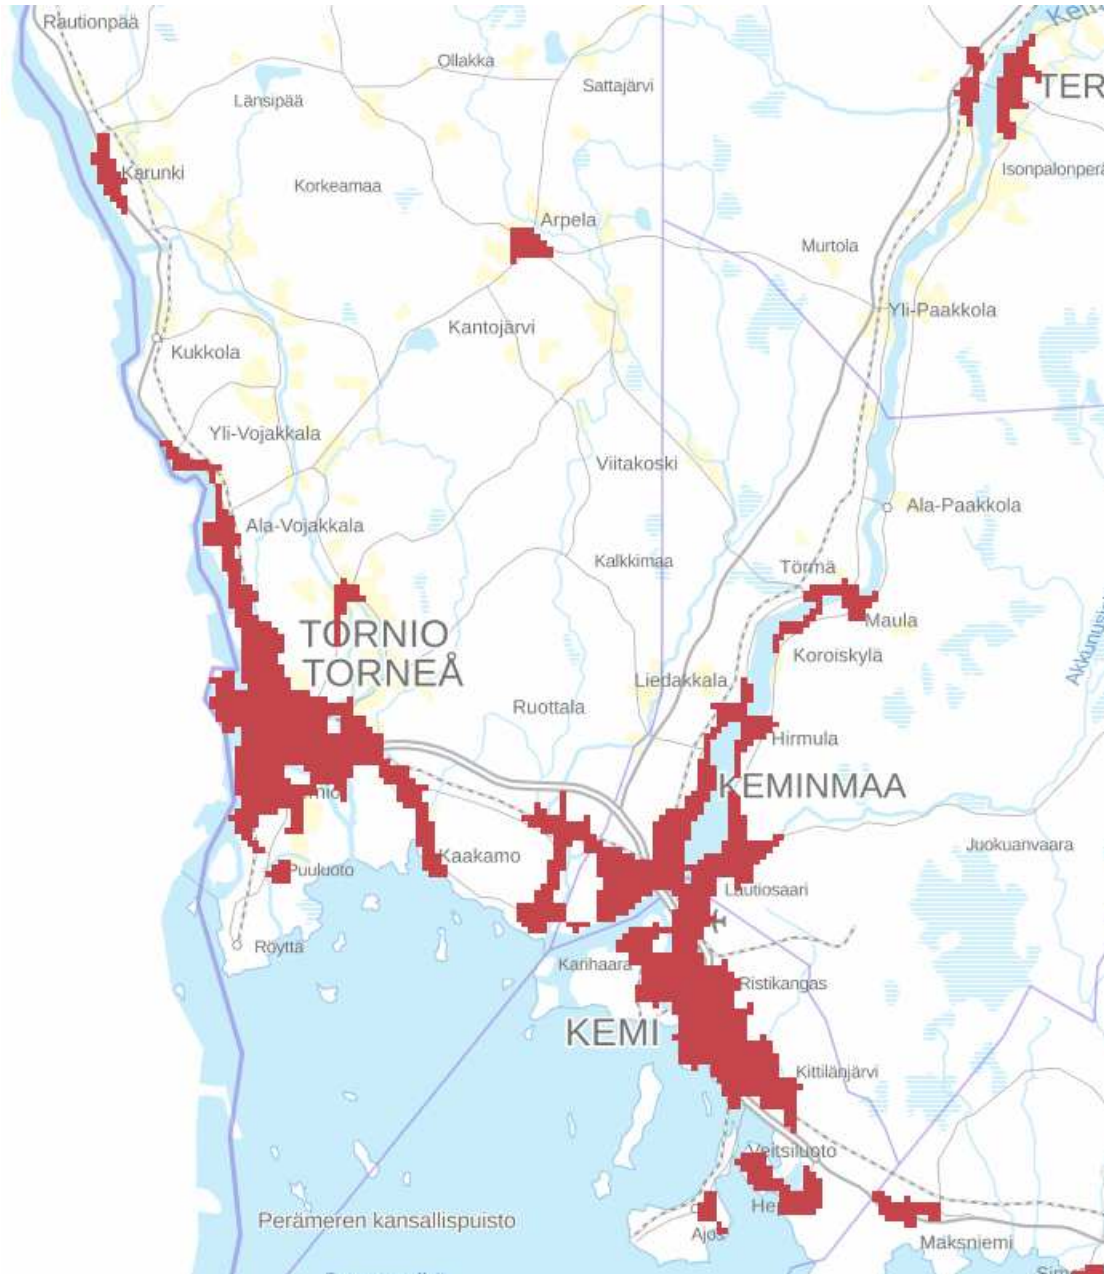 Rautionpää
Ollakka
Sattajärvi
Länsipää
TER
Karunki
Korkeamaa
Isonpalonperä
Arpela
Murtola
Yli-Paakkola
Kantojärvi
Kukkola
Yli-Vojakkala
Viitakoski
Ala-Paakkola
Ala-Vojakkala
Kalkkimaa
Törmä
Maula
TORNIO
TORNEÅ
Koroiskylä
Liedakkala
Ruottala
Hirmula
KEMINMAA
Juokuanvaara
Kaakamo
Puuluoto
Lautiosaari
Röyttä
Karihaara
Ristikangas
KEMI
Kittilänjärvi
Veitsiluoto
He
Perämeren kansallispuisto
Ajos
Maksniemi